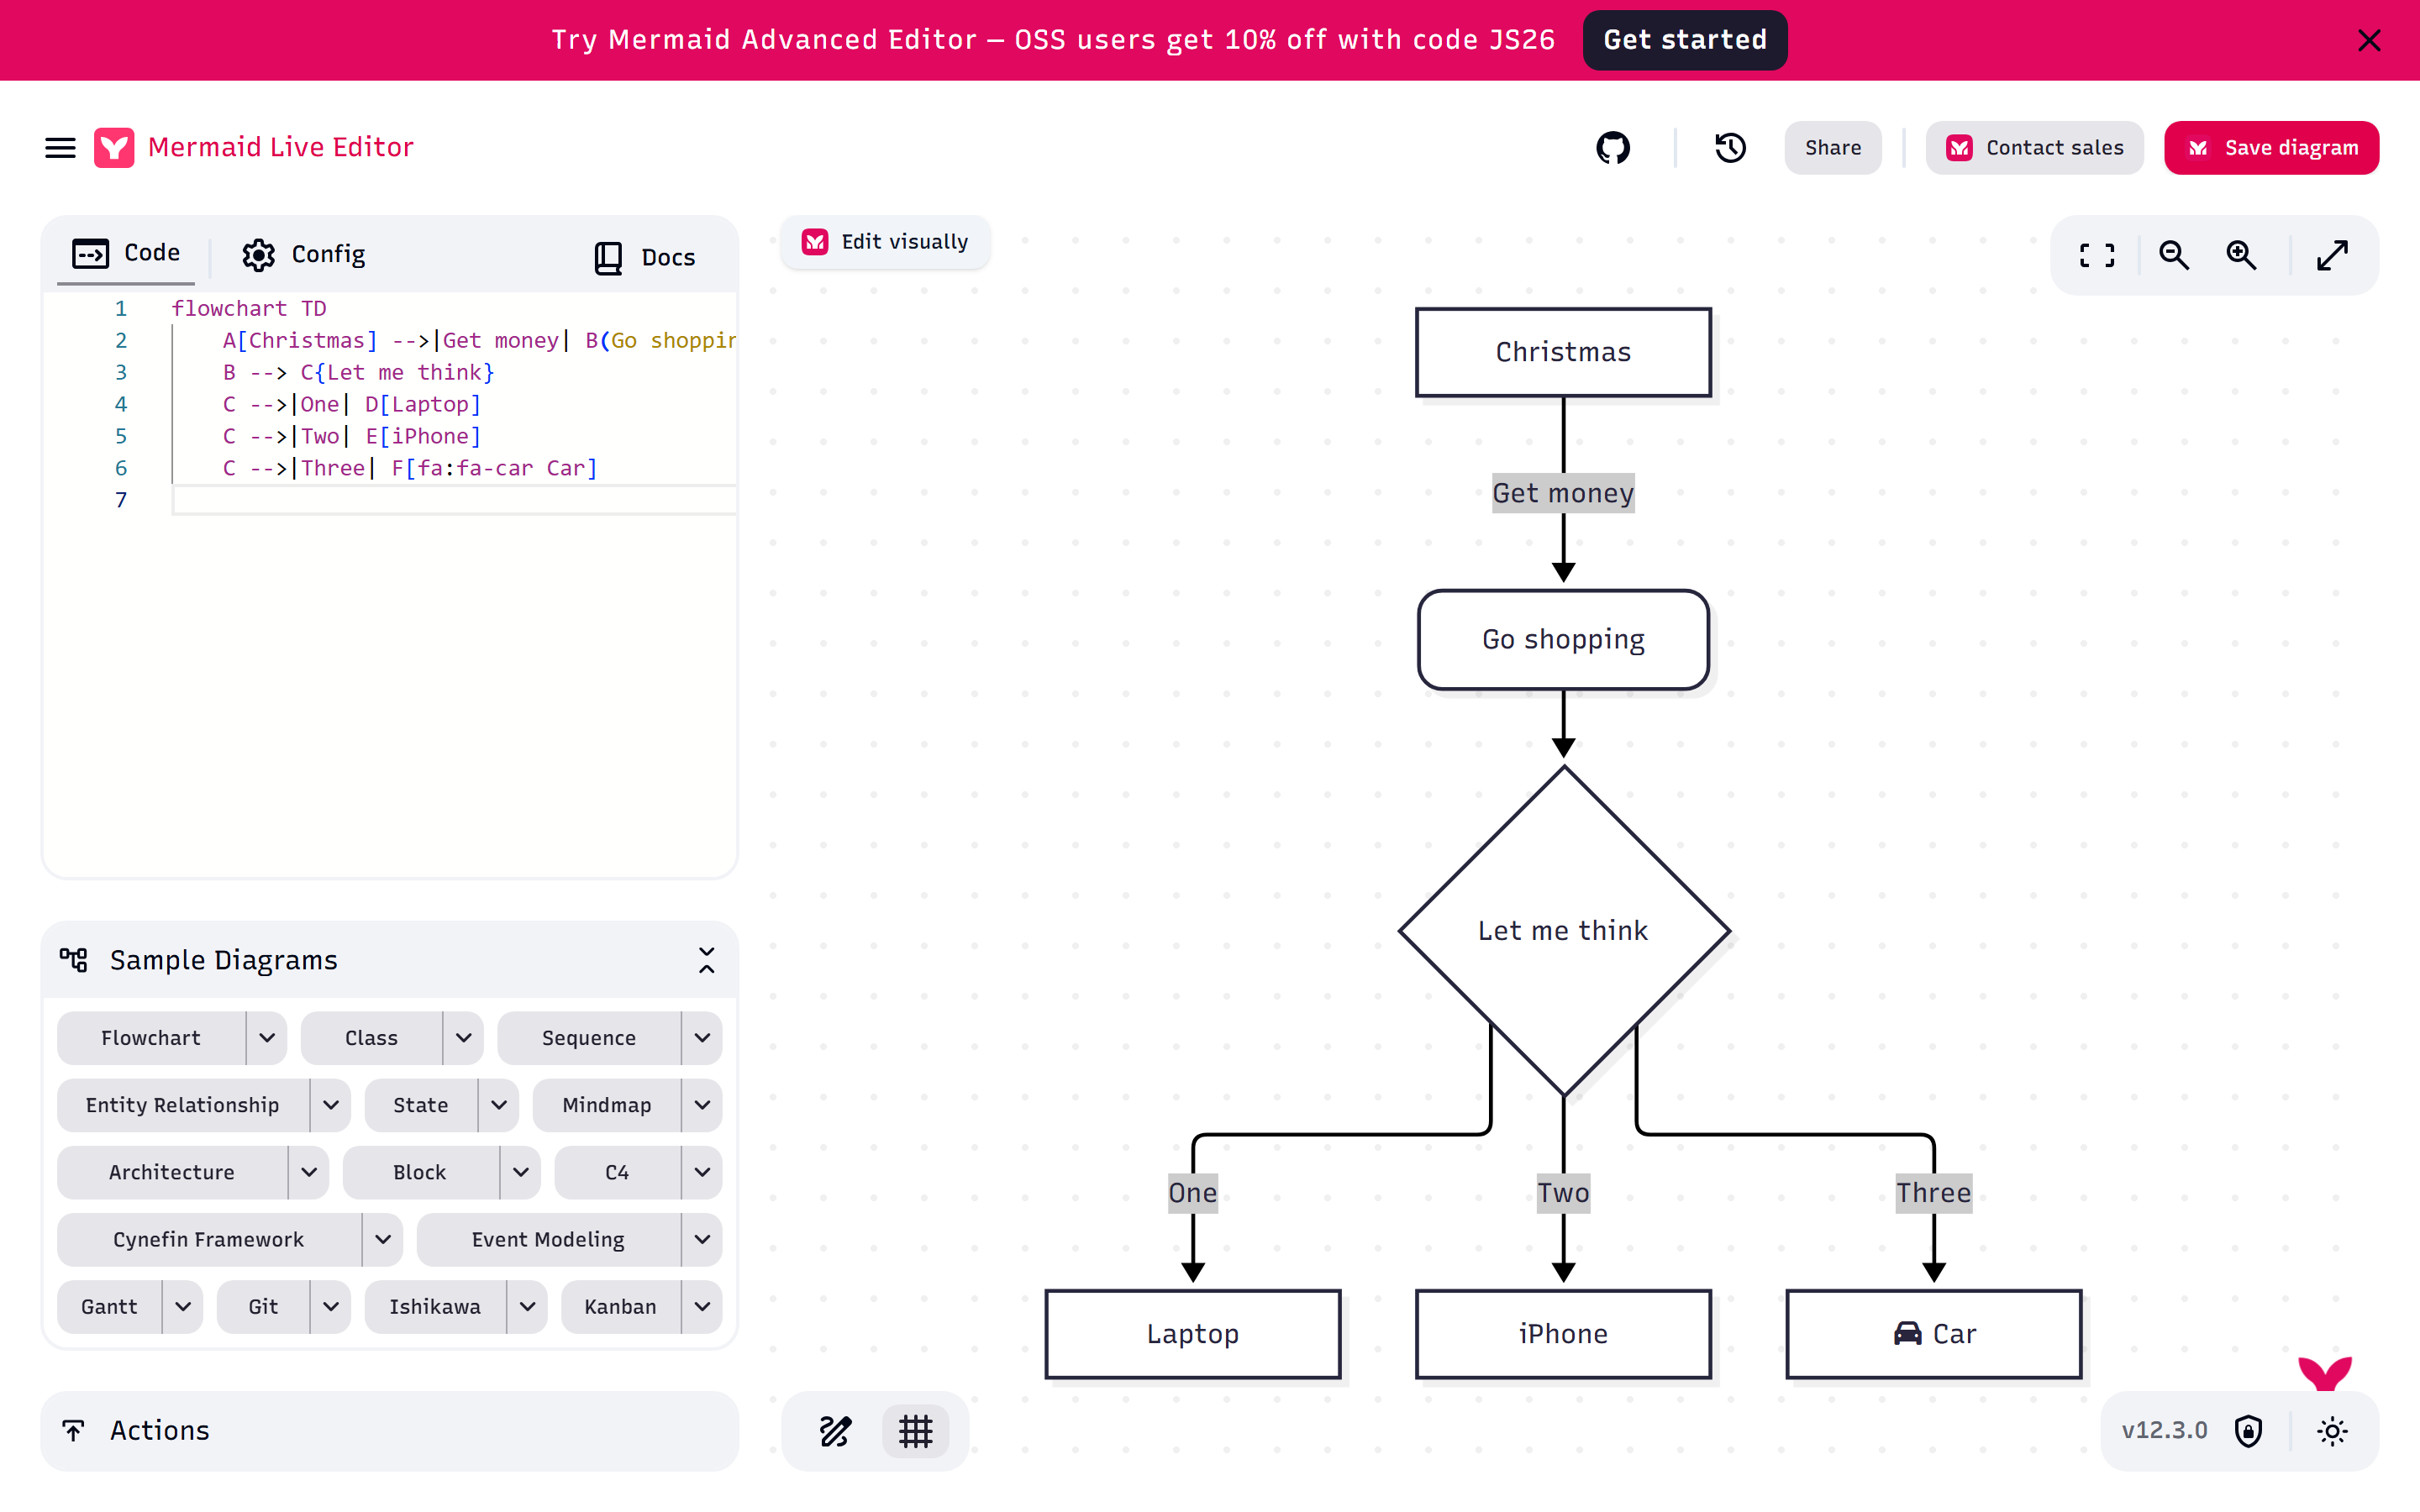 Try Mermaid Advanced Editor — OSS users get 10% off with code JS26
Get started
Mermaid Live Editor
Share
Contact sales
Save diagram
Code
Config
Docs
Edit visually
1 flowchart TD
2 A[Christmas] -->|Get money| B(Go shoppin
3 B --> C{Let me think}
4 C -->|One| D[Laptop]
5 C -->|Two| E[iPhone]
6 C -->|Three| F[fa:fa-car Car]
7
Sample Diagrams
Flowchart
Class
Sequence
Entity Relationship
State
Mindmap
Architecture
Block
C4
Cynefin Framework
Event Modeling
Gantt
Git
Ishikawa
Kanban
Actions
Christmas
Get money
Go shopping
Let me think
One
Two
Three
Laptop
iPhone
Car
v12.3.0